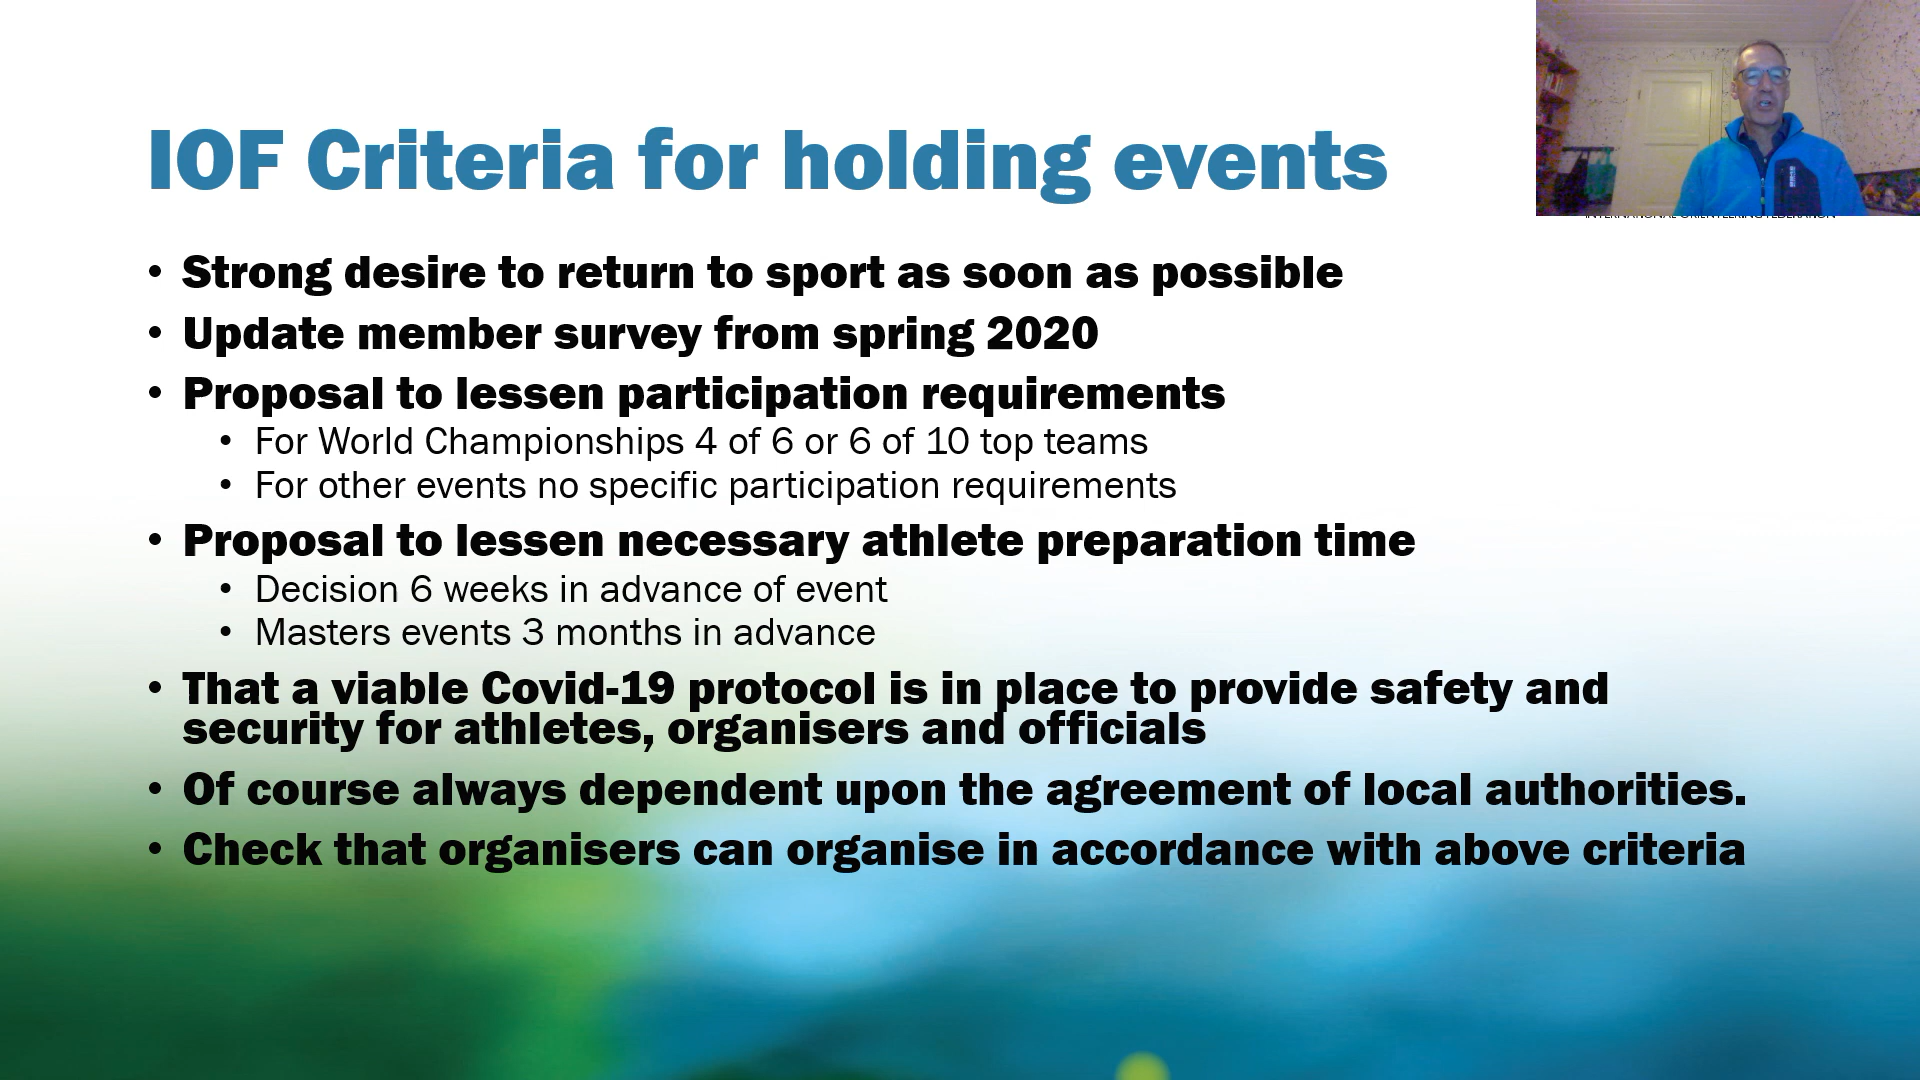 IOF Criteria for holding events
INTERNATIONAL ORIENTEERING FEDERATION
• Strong desire to return to sport as soon as possible
• Update member survey from spring 2020
• Proposal to lessen participation requirements
• For World Championships 4 of 6 or 6 of 10 top teams
• For other events no specific participation requirements
• Proposal to lessen necessary athlete preparation time
• Decision 6 weeks in advance of event
• Masters events 3 months in advance
• That a viable Covid-19 protocol is in place to provide safety and
security for athletes, organisers and officials
• Of course always dependent upon the agreement of local authorities.
• Check that organisers can organise in accordance with above criteria